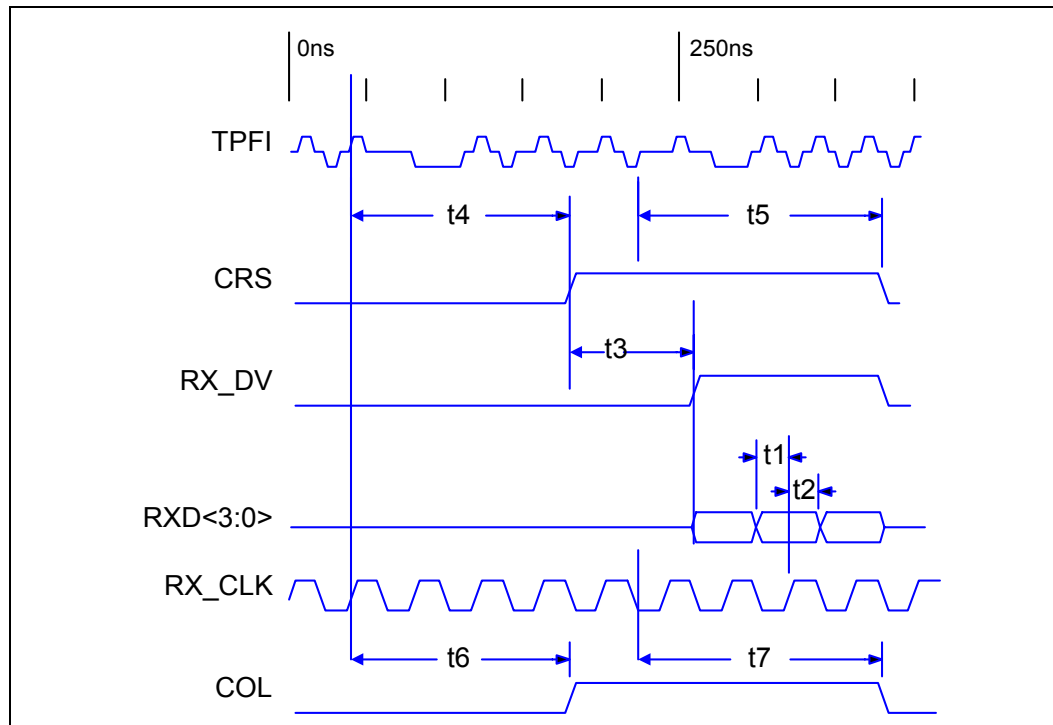 0ns
250ns
TPFI
t4
t5
CRS
t3
RX_DV
t1
t2
RXD<3:0>
RX_CLK
t6
t7
COL